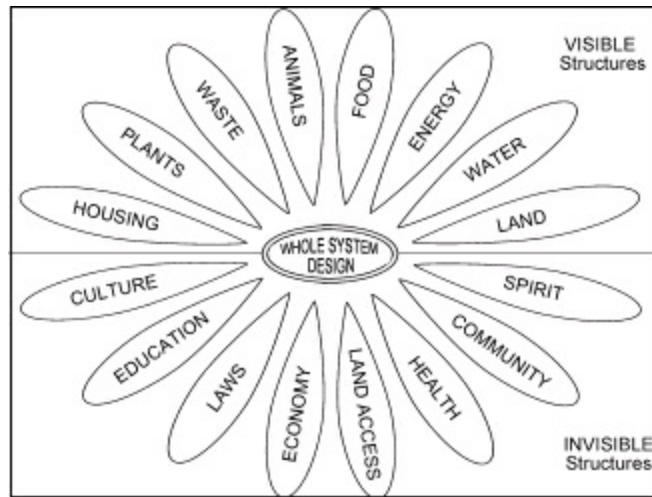 VISIBLE
Structures
HOUSING
PLANTS
WASTE
ANIMALS
FOOD
ENERGY
WATER
LAND
WHOLE SYSTEM
DESIGN
CULTURE
EDUCATION
LAWS
ECONOMY
LAND ACCESS
HEALTH
COMMUNITY
SPIRIT
INVISIBLE
Structures